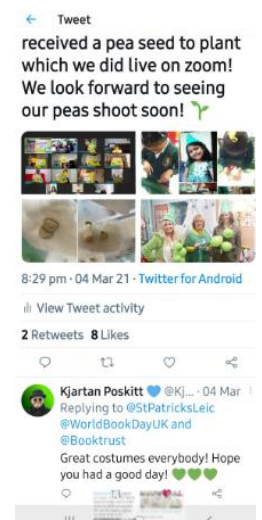 Tweet
received a pea seed to plant
which we did live on zoom!
We look forward to seeing
our peas shoot soon! 🌱
8:29 pm · 04 Mar 21 · Twitter for Android
View Tweet activity
2 Retweets 8 Likes
Kjartan Poskitt 💙 @Kj... · 04 Mar
Replying to @StPatricksLeic
@WorldBookDayUK and
@Booktrust
Great costumes everybody! Hope
you had a good day! 💚💚💚